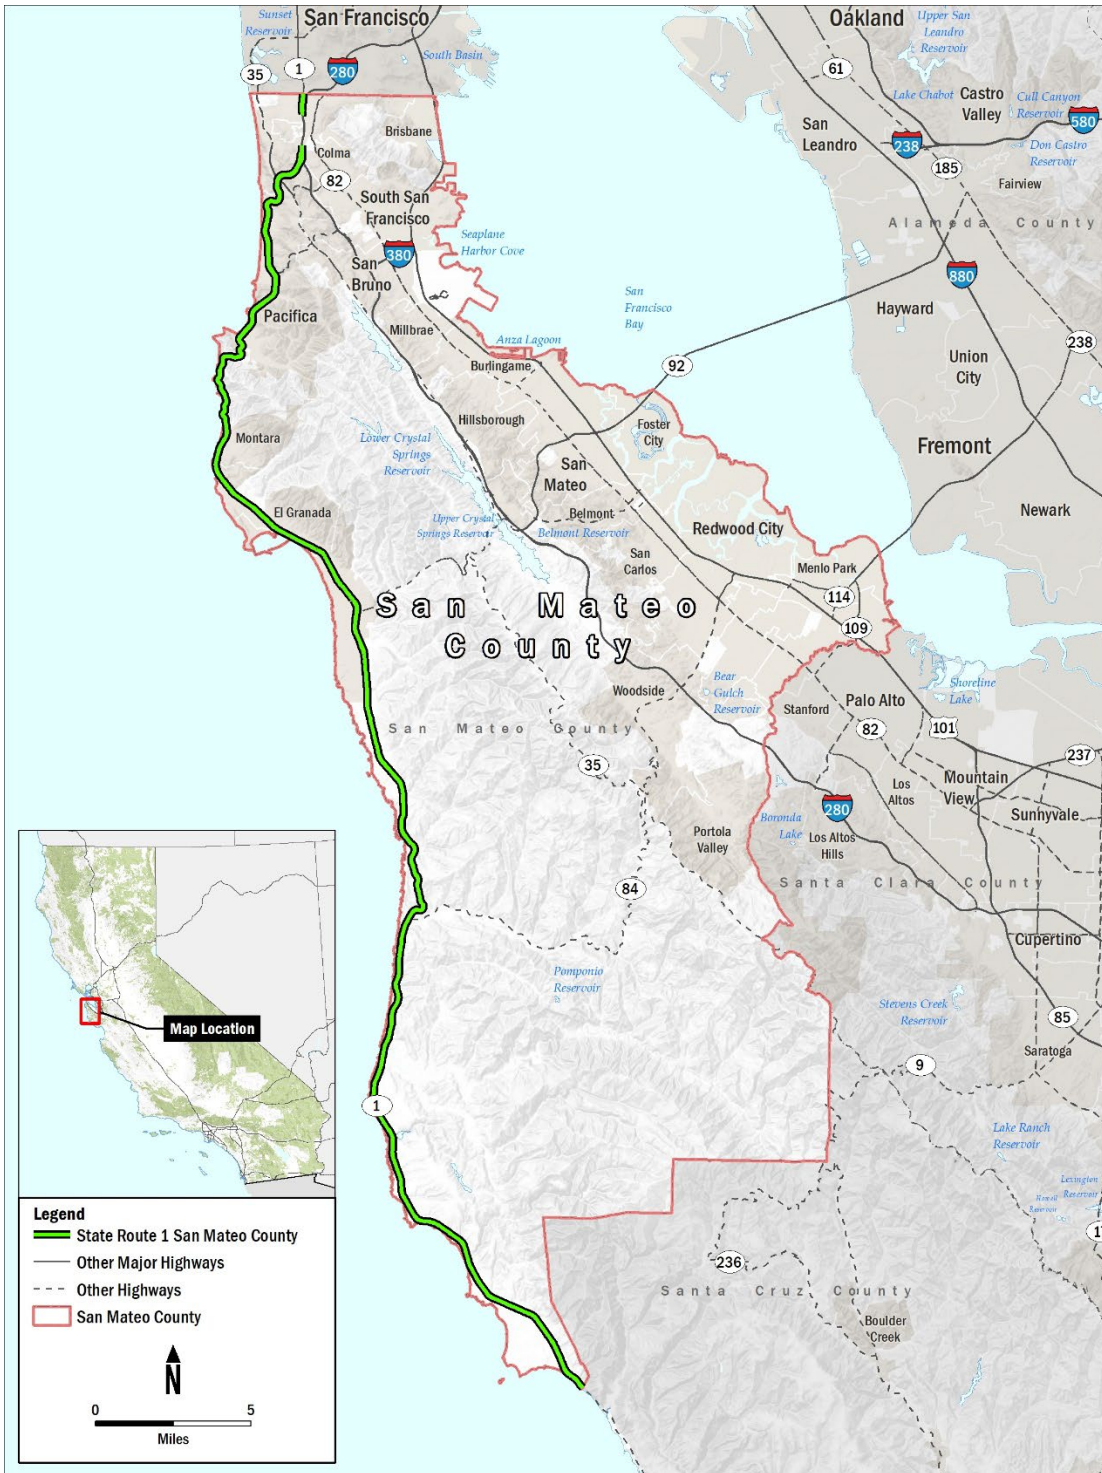 San Francisco
Oakland
Sunset
Reservoir
Upper San
Leandro
Reservoir
South Basin
35
1
280
61
Lake Chabot
Castro
Valley
Cull Canyon
Reservoir
580
San
Leandro
238
Don Castro
Reservoir
Brisbane
Colma
82
185
Fairview
South San
Francisco
Alameda County
Seaplane
Harbor Cove
380
San
Bruno
880
San
Francisco
Bay
Hayward
Pacifica
Millbrae
Anza Lagoon
238
Burlingame
92
Union
City
Hillsborough
Foster
City
Montara
Lower Crystal
Springs
Reservoir
Fremont
San
Mateo
El Granada
Belmont
Newark
Upper Crystal
Springs Reservoir
Belmont Reservoir
Redwood City
San
Carlos
Menlo Park
114
San Mateo
County
109
Bear
Gulch
Reservoir
Woodside
Shoreline
Lake
Stanford
Palo Alto
San Mateo County
82
101
35
237
Los
Altos
Mountain
View
280
Sunnyvale
Boronda
Lake
Los Altos
Hills
Portola
Valley
84
Santa Clara County
Cupertino
Pomponio
Reservoir
Stevens Creek
Reservoir
85
Saratoga
Map Location
9
1
Lake Ranch
Reservoir
Lexington
Reservoir
Howell
Reservoir
17
Legend
State Route 1 San Mateo County
Other Major Highways
Other Highways
San Mateo County
N
0 5
Miles
236
Santa Cruz County
Boulder
Creek